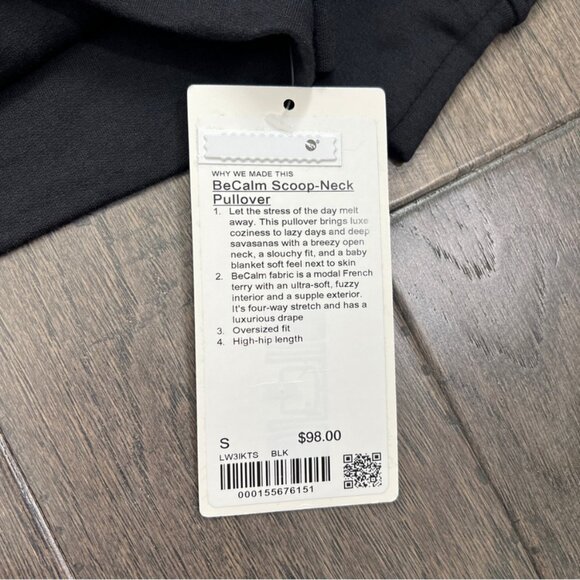 WHY WE MADE THIS
BeCalm Scoop-Neck
Pullover
1. Let the stress of the day melt
away. This pullover brings luxe
coziness to lazy days and deep
savasanas with a breezy open
neck, a slouchy fit, and a baby
blanket soft feel next to skin
2. BeCalm fabric is a modal French
terry with an ultra-soft, fuzzy
interior and a supple exterior.
It's four-way stretch and has a
luxurious drape
3. Oversized fit
4. High-hip length
S $98.00
LW3IKTS BLK
000155676151